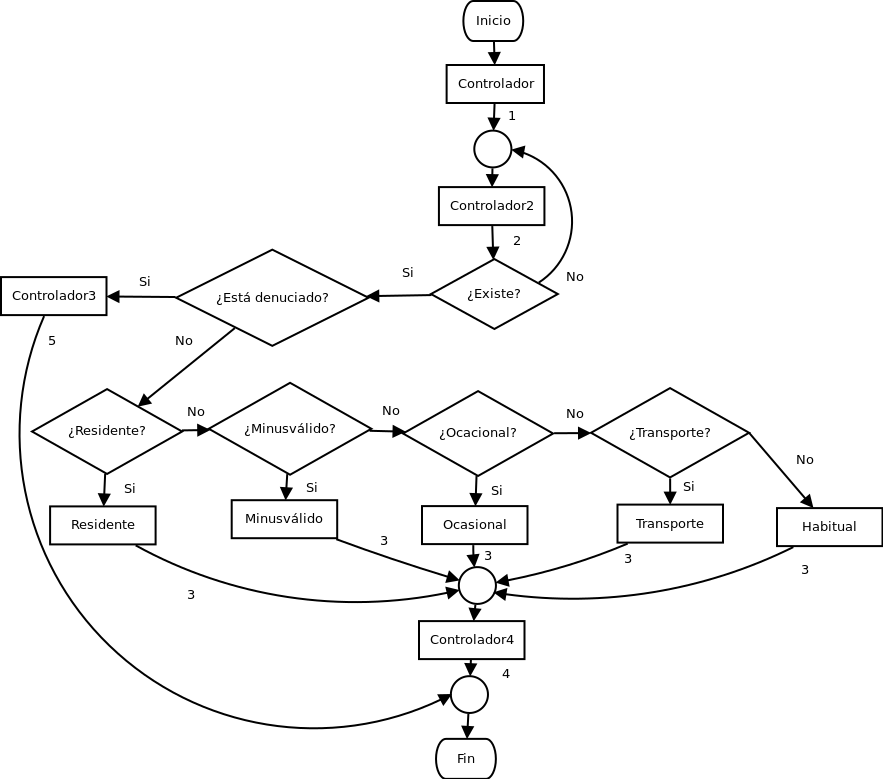 Inicio
Controlador
1
Controlador2
2
¿Existe?
No
Si
¿Está denuciado?
Si
Controlador3
5
No
¿Residente?
No
¿Minusválido?
No
¿Ocacional?
No
¿Transporte?
No
Si
Si
Si
Si
Residente
Minusválido
Ocasional
Transporte
Habitual
3
3
3
3
3
Controlador4
4
Fin